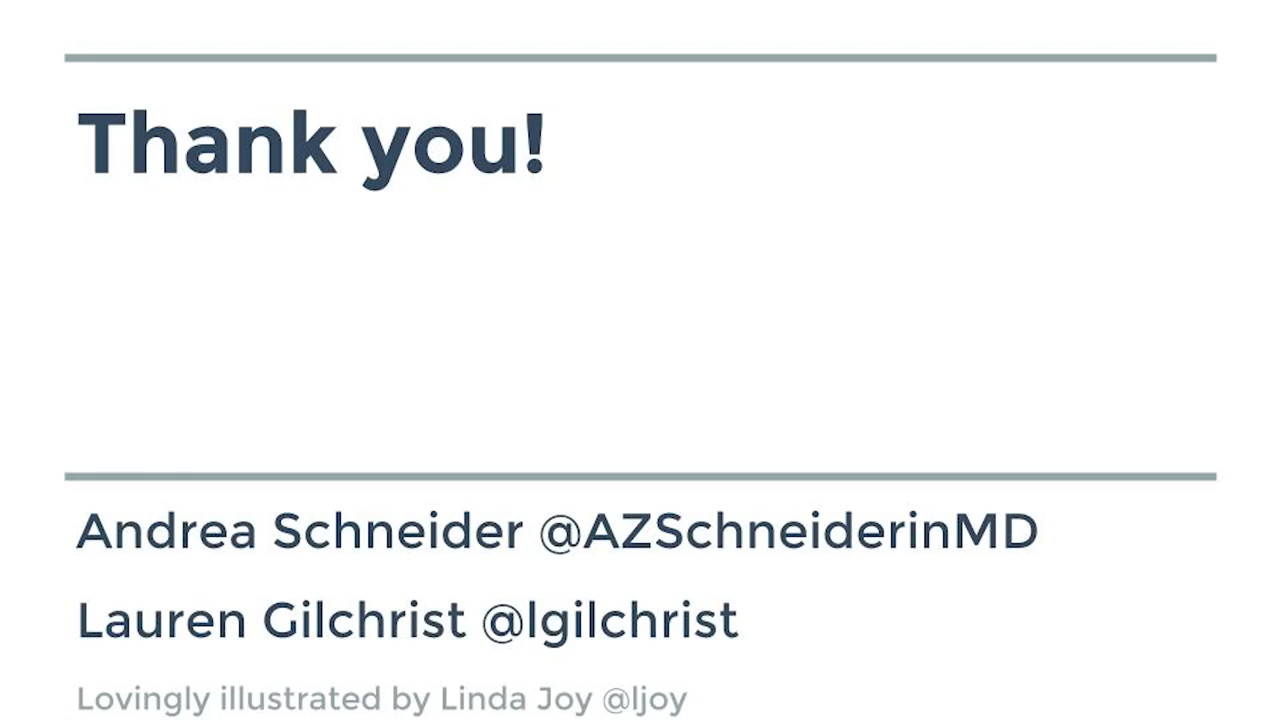 Thank you!
Andrea Schneider @AZSchneiderinMD
Lauren Gilchrist @lgilchrist
Lovingly illustrated by Linda Joy @ljoy